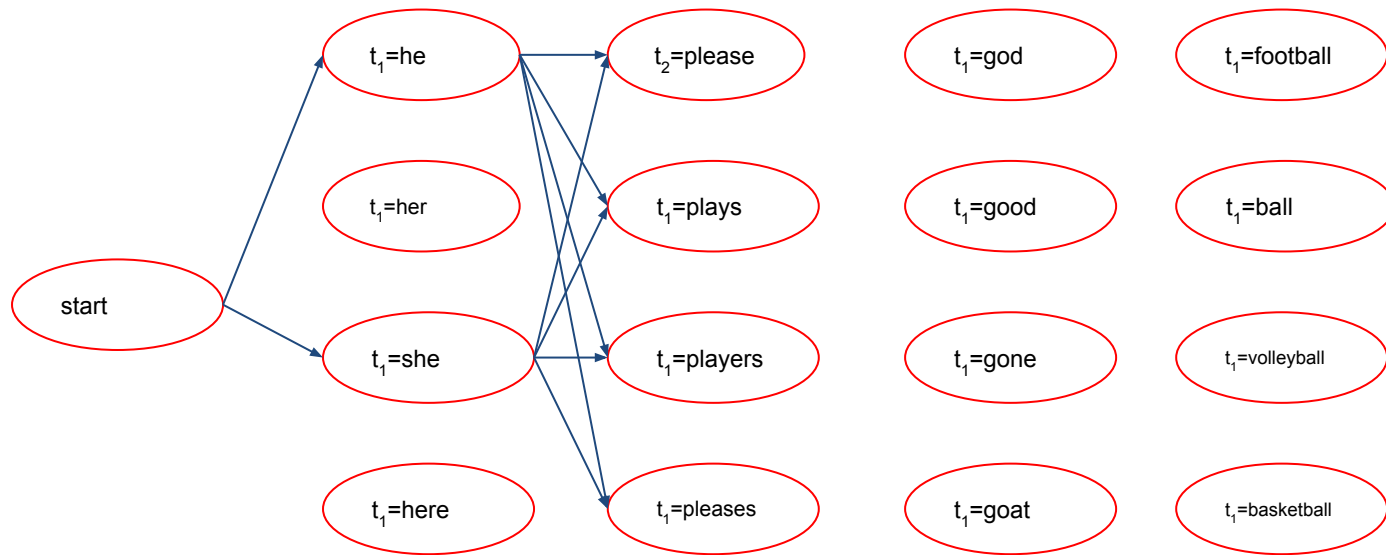 t₁=he
t₂=please
t₁=god
t₁=football
t₁=her
t₁=plays
t₁=good
t₁=ball
start
t₁=she
t₁=players
t₁=gone
t₁=volleyball
t₁=here
t₁=pleases
t₁=goat
t₁=basketball